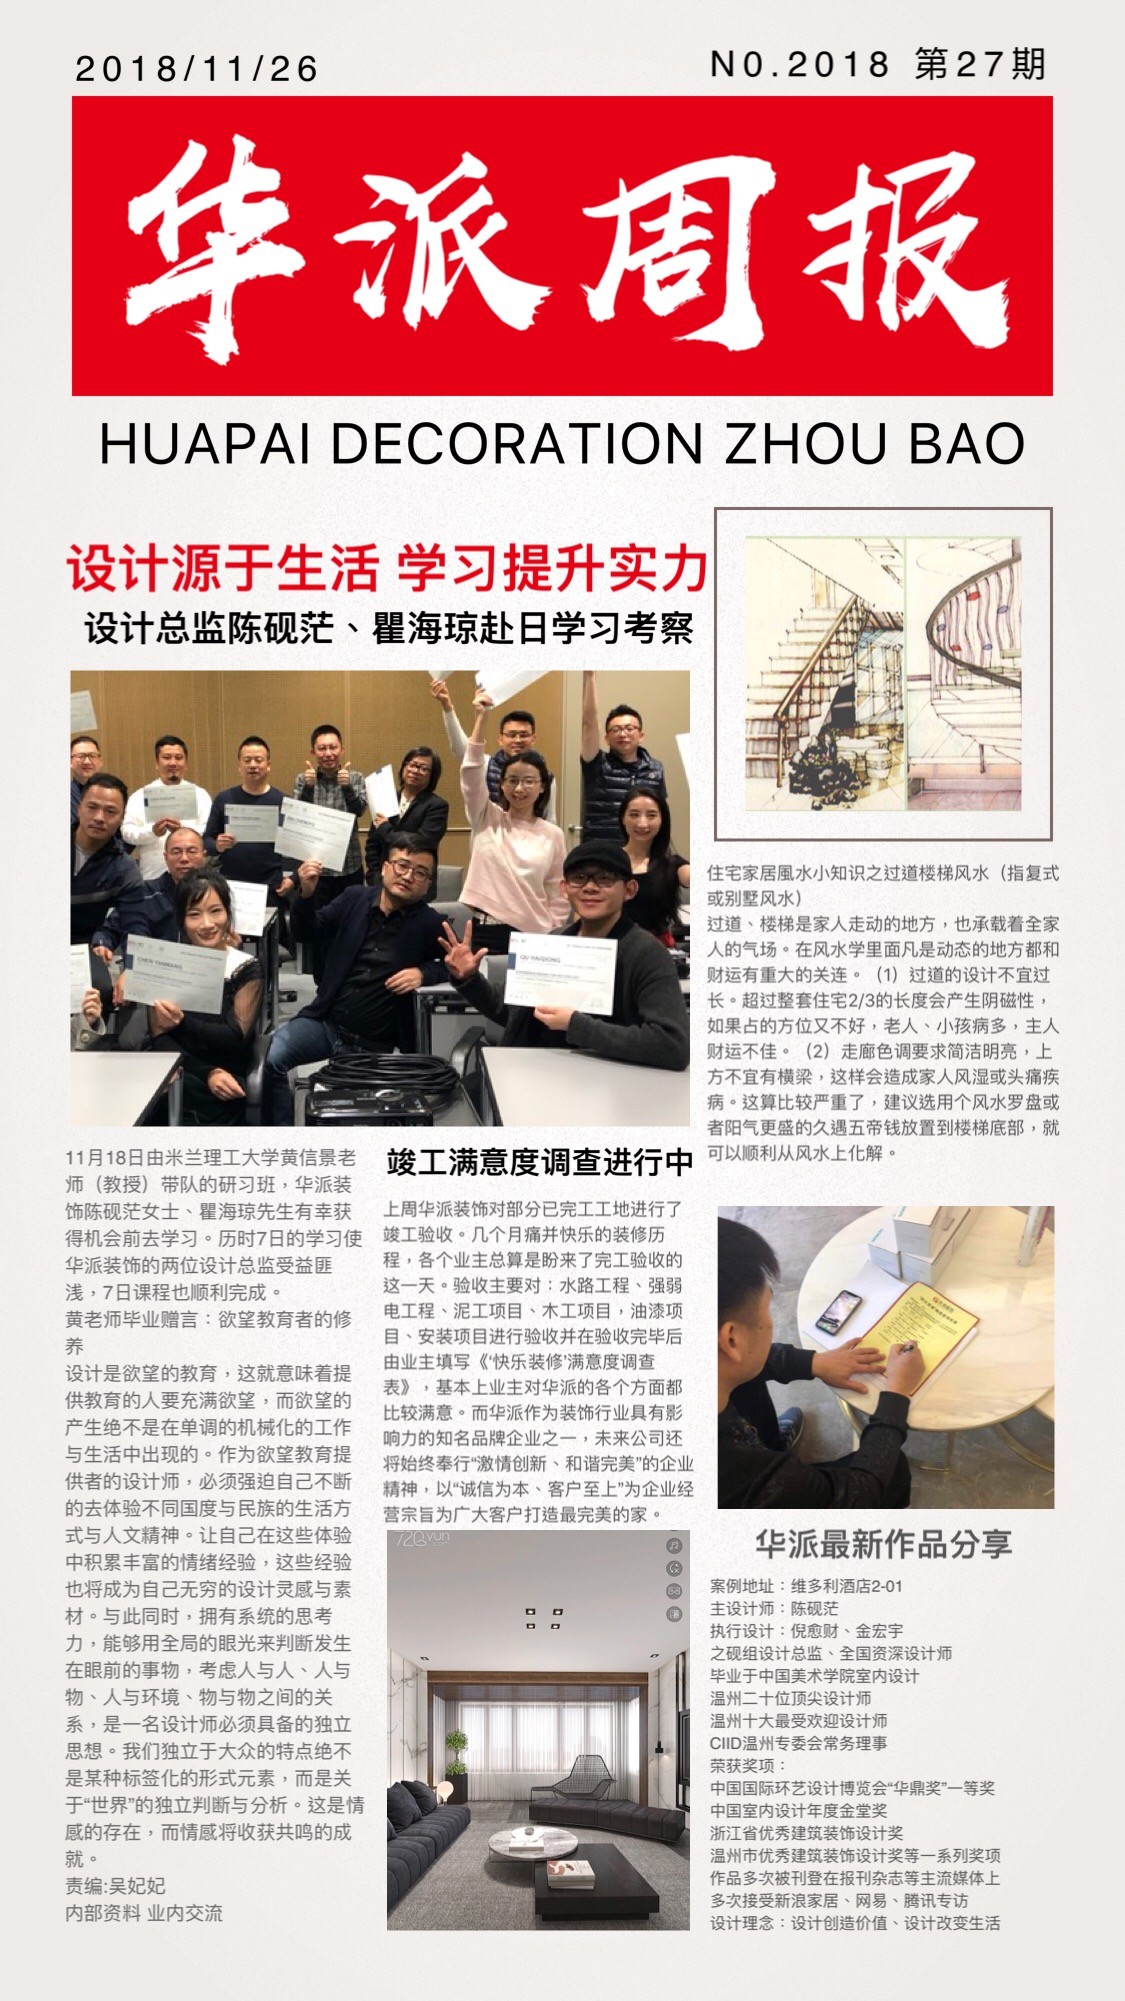 2018/11/26
N0.2018 第27期
华派周报
HUAPAI DECORATION ZHOU BAO
设计源于生活 学习提升实力
设计总监陈砚茫、瞿海琼赴日学习考察
CHEN YANMANG
QU HAIQIONG
11月18日由米兰理工大学黄信景老
师（教授）带队的研习班，华派装
饰陈砚茫女士、瞿海琼先生有幸获
得机会前去学习。历时7日的学习使
华派装饰的两位设计总监受益匪
浅，7日课程也顺利完成。
黄老师毕业赠言：欲望教育者的修
养
设计是欲望的教育，这就意味着提
供教育的人要充满欲望，而欲望的
产生绝不是在单调的机械化的工作
与生活中出现的。作为欲望教育提
供者的设计师，必须强迫自己不断
的去体验不同国度与民族的生活方
式与人文精神。让自己在这些体验
中积累丰富的情绪经验，这些经验
也将成为自己无穷的设计灵感与素
材。与此同时，拥有系统的思考
力，能够用全局的眼光来判断发生
在眼前的事物，考虑人与人、人与
物、人与环境、物与物之间的关
系，是一名设计师必须具备的独立
思想。我们独立于大众的特点绝不
是某种标签化的形式元素，而是关
于“世界”的独立判断与分析。这是情
感的存在，而情感将收获共鸣的成
就。
责编:吴妃妃
内部资料 业内交流
竣工满意度调查进行中
上周华派装饰对部分已完工工地进行了
竣工验收。几个月痛并快乐的装修历
程，各个业主总算是盼来了完工验收的
这一天。验收主要对：水路工程、强弱
电工程、泥工项目、木工项目，油漆项
目、安装项目进行验收并在验收完毕后
由业主填写《‘快乐装修’满意度调查
表》，基本上业主对华派的各个方面都
比较满意。而华派作为装饰行业具有影
响力的知名品牌企业之一，未来公司还
将始终奉行“激情创新、和谐完美”的企业
精神，以“诚信为本、客户至上”为企业经
营宗旨为广大客户打造最完美的家。
720yun
住宅家居風水小知识之过道楼梯风水（指复式
或别墅风水）
过道、楼梯是家人走动的地方，也承载着全家
人的气场。在风水学里面凡是动态的地方都和
财运有重大的关连。（1）过道的设计不宜过
长。超过整套住宅2/3的长度会产生阴磁性，
如果占的方位又不好，老人、小孩病多，主人
财运不佳。（2）走廊色调要求简洁明亮，上
方不宜有横梁，这样会造成家人风湿或头痛疾
病。这算比较严重了，建议选用个风水罗盘或
者阳气更盛的久遇五帝钱放置到楼梯底部，就
可以顺利从风水上化解。
华派最新作品分享
案例地址：维多利酒店2-01
主设计师：陈砚茫
执行设计：倪愈财、金宏宇
之砚组设计总监、全国资深设计师
毕业于中国美术学院室内设计
温州二十位顶尖设计师
温州十大最受欢迎设计师
CIID温州专委会常务理事
荣获奖项：
中国国际环艺设计博览会“华鼎奖”一等奖
中国室内设计年度金堂奖
浙江省优秀建筑装饰设计奖
温州市优秀建筑装饰设计奖等一系列奖项
作品多次被刊登在报刊杂志等主流媒体上
多次接受新浪家居、网易、腾讯专访
设计理念：设计创造价值、设计改变生活